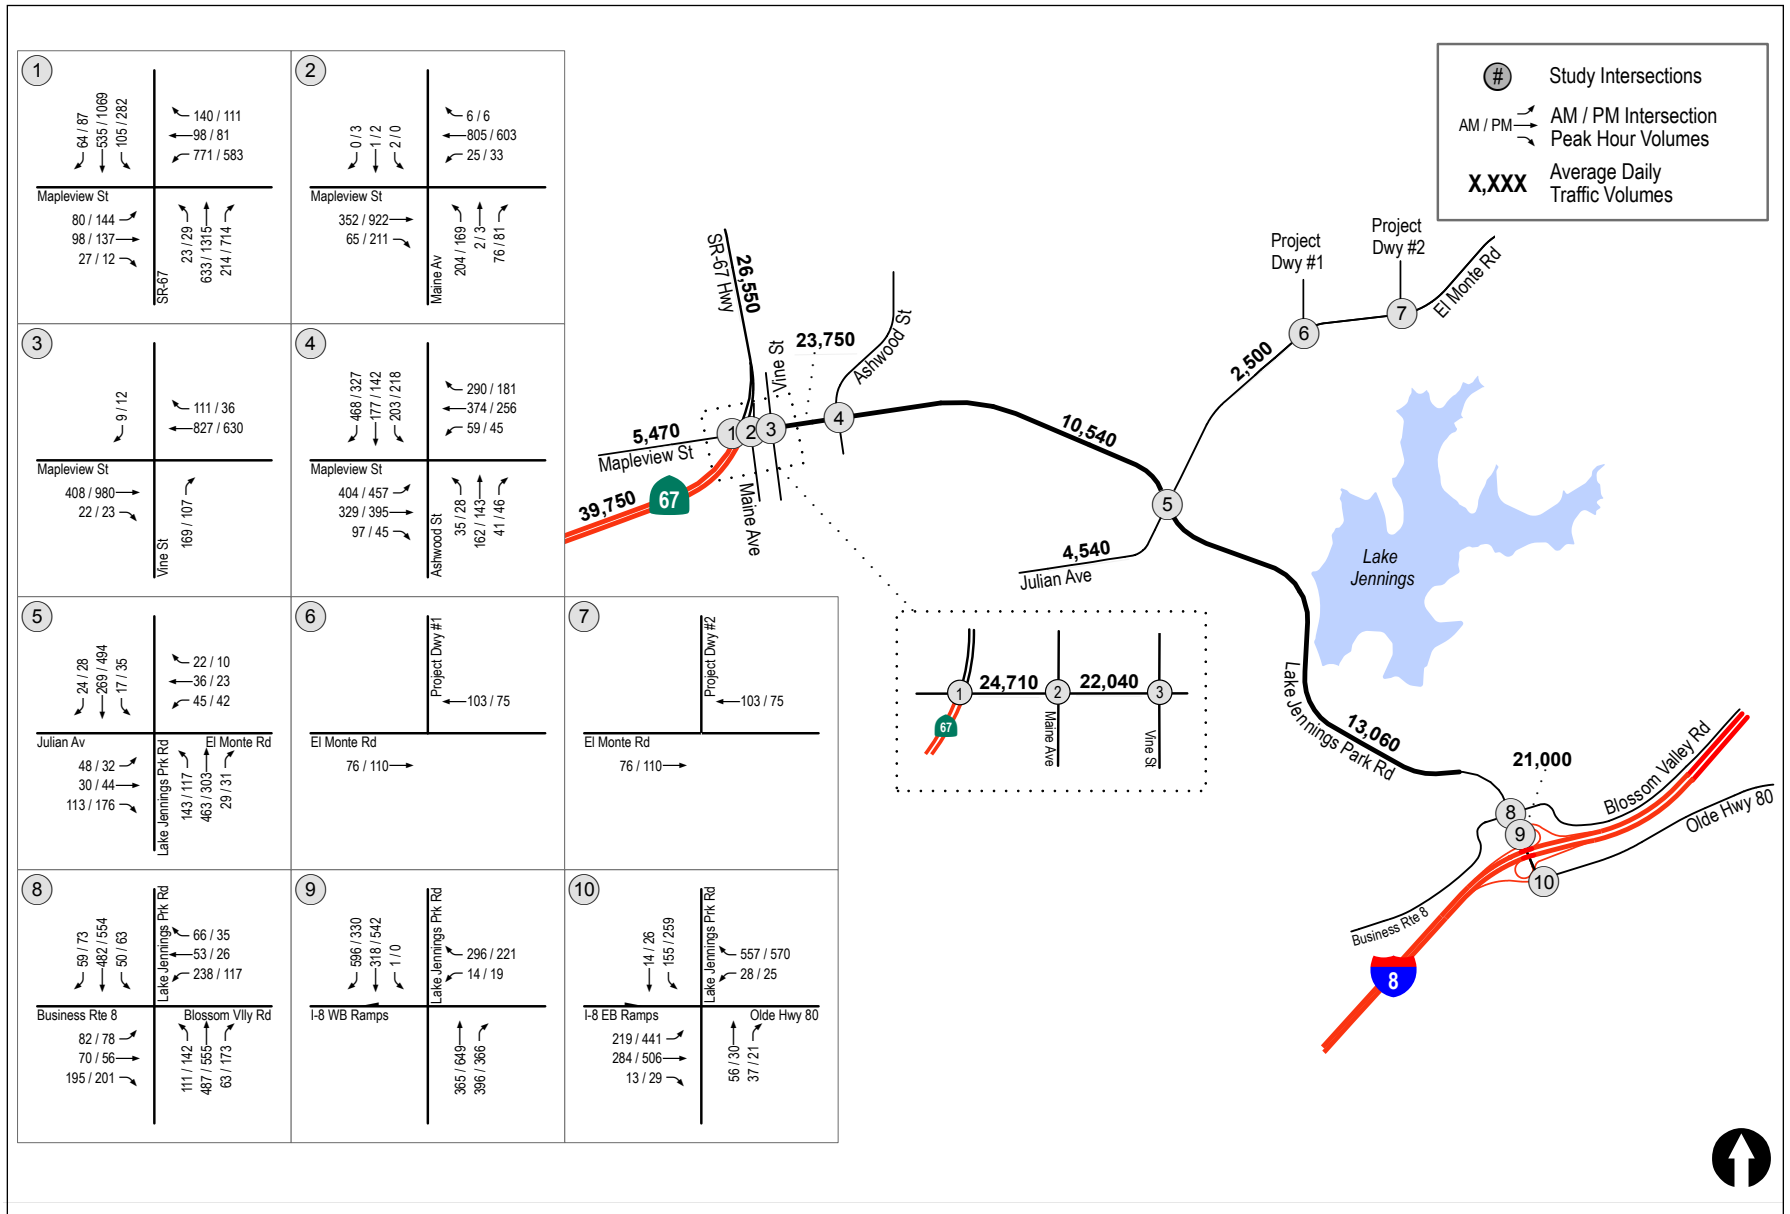 1
64 / 87
535 / 1069
105 / 282
140 / 111
98 / 81
771 / 583
Mapleview St
80 / 144
98 / 137
27 / 12
SR-67
23 / 29
633 / 1315
214 / 714
2
0 / 3
1 / 2
2 / 0
6 / 6
805 / 603
25 / 33
Mapleview St
352 / 922
65 / 211
Maine Av
204 / 169
2 / 3
76 / 81
3
9 / 12
111 / 36
827 / 630
Mapleview St
408 / 980
22 / 23
Vine St
169 / 107
4
468 / 327
177 / 142
203 / 218
290 / 181
374 / 256
59 / 45
Mapleview St
404 / 457
329 / 395
97 / 45
Ashwood St
35 / 28
162 / 143
41 / 46
5
24 / 28
269 / 494
17 / 35
22 / 10
36 / 23
45 / 42
Julian Av
El Monte Rd
48 / 32
30 / 44
113 / 176
Lake Jennings Prk Rd
143 / 117
463 / 303
29 / 31
6
Project Dwy #1
103 / 75
El Monte Rd
76 / 110
7
Project Dwy #2
103 / 75
El Monte Rd
76 / 110
8
59 / 73
482 / 554
50 / 63
Lake Jennings Prk Rd
66 / 35
53 / 26
238 / 117
Business Rte 8
Blossom Vlly Rd
82 / 78
70 / 56
195 / 201
111 / 142
487 / 555
63 / 173
9
596 / 330
318 / 542
1 / 0
Lake Jennings Prk Rd
296 / 221
14 / 19
I-8 WB Ramps
365 / 649
396 / 366
10
14 / 26
155 / 259
Lake Jennings Prk Rd
557 / 570
28 / 25
I-8 EB Ramps
Olde Hwy 80
219 / 441
284 / 506
13 / 29
56 / 30
37 / 21
#
Study Intersections
AM / PM
AM / PM Intersection
Peak Hour Volumes
X,XXX
Average Daily
Traffic Volumes
SR-67 Hwy
26,550
Vine St
23,750
Ashwood St
5,470
Mapleview St
1
2
3
4
39,750
67
Maine Ave
10,540
Project
Dwy #1
Project
Dwy #2
El Monte Rd
6
7
2,500
5
4,540
Julian Ave
Lake
Jennings
24,710
22,040
1
2
3
67
Maine Ave
Vine St
Lake Jennings Park Rd
13,060
21,000
Blossom Valley Rd
Olde Hwy 80
8
9
10
Business Rte 8
8